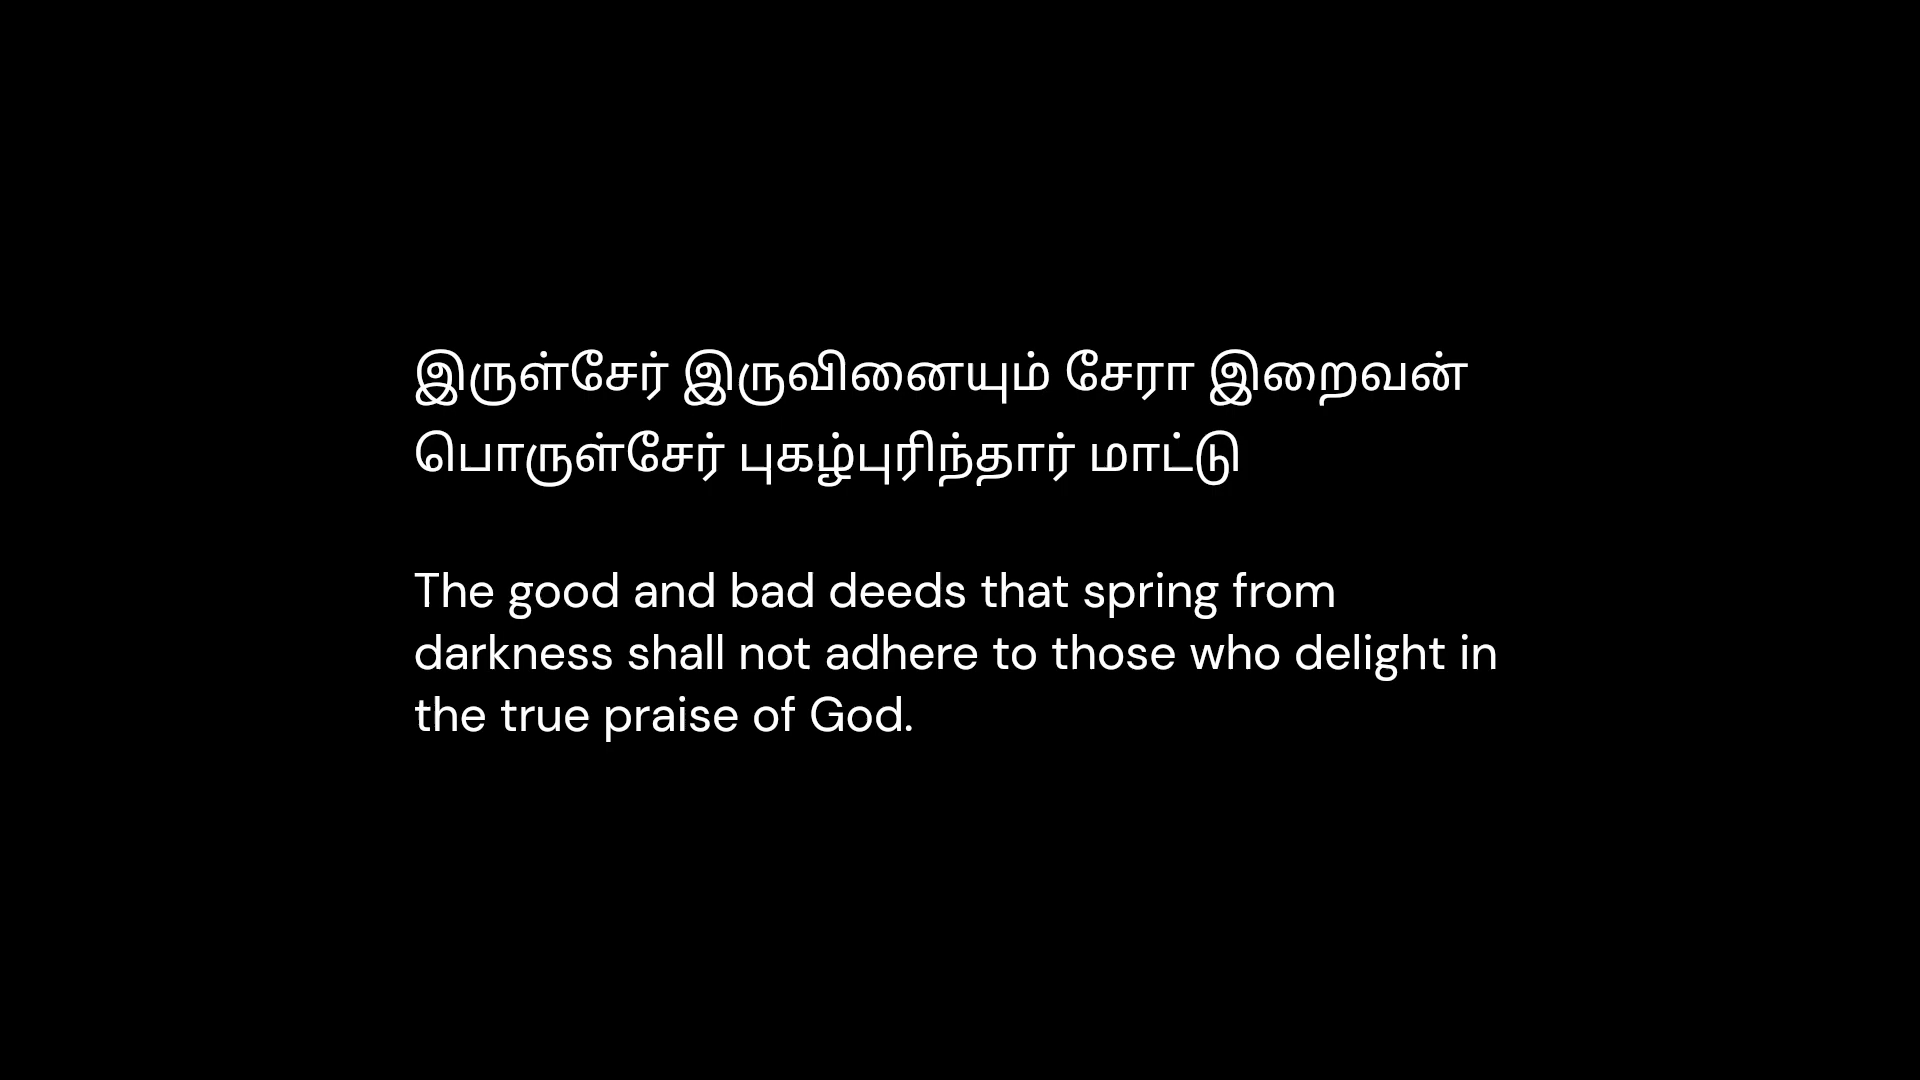 இருள்சேர் இருவினையும் சேரா இறைவன்
பொருள்சேர் புகழ்புரிந்தார் மாட்டு
The good and bad deeds that spring from
darkness shall not adhere to those who delight in
the true praise of God.